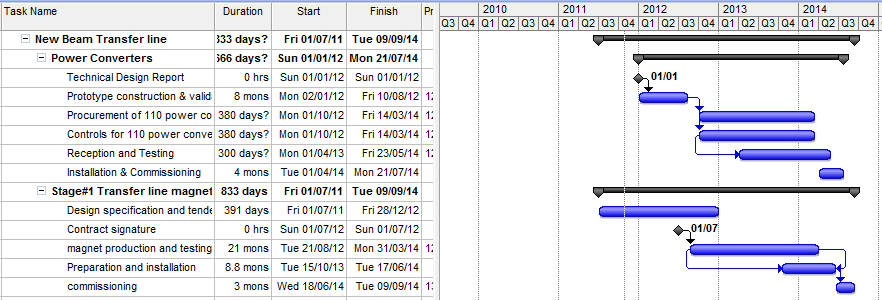 Task Name Duration Start Finish 2010 2011 2012 2013 2014
Q3 Q4 Q1 Q2 Q3 Q4 Q1 Q2 Q3 Q4 Q1 Q2 Q3 Q4 Q1 Q2 Q3 Q4 Q1 Q2 Q3 Q4
New Beam Transfer line 833 days? Fri 01/07/11 Tue 09/09/14
Power Converters 666 days? Sun 01/01/12 Mon 21/07/14
Technical Design Report 0 hrs Sun 01/01/12 Sun 01/01/12 01/01
Prototype construction & valid 8 mons Mon 02/01/12 Fri 10/08/12 12
Procurement of 110 power co 380 days? Mon 01/10/12 Fri 14/03/14 12
Controls for 110 power conve 380 days? Mon 01/10/12 Fri 14/03/14 12
Reception and Testing 300 days? Mon 01/04/13 Fri 23/05/14 12
Installation & Commissioning 4 mons Tue 01/04/14 Mon 21/07/14
Stage#1 Transfer line magnet 833 days Fri 01/07/11 Tue 09/09/14
Design specification and tende 391 days Fri 01/07/11 Fri 28/12/12
Contract signature 0 hrs Sun 01/07/12 Sun 01/07/12 01/07
magnet production and testing 21 mons Tue 21/08/12 Mon 31/03/14 12
Preparation and installation 8.8 mons Tue 15/10/13 Tue 17/06/14
commissioning 3 mons Wed 18/06/14 Tue 09/09/14 13